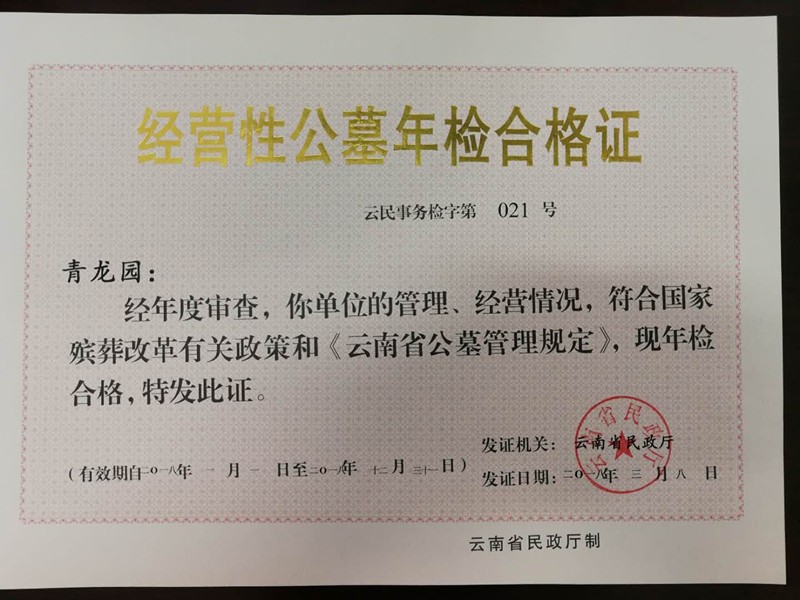 经营性公墓年检合格证
云民事务检字第 021 号
青龙园：
经年度审查，你单位的管理、经营情况，符合国家
殡葬改革有关政策和《云南省公墓管理规定》，现年检
合格，特发此证。
云南省民政厅
发证机关：云南省民政厅
（有效期自二〇一八年 一 月 一 日至二〇一八年 十二 月 三十一 日）
发证日期：二〇一八年 三 月 八 日
云南省民政厅制